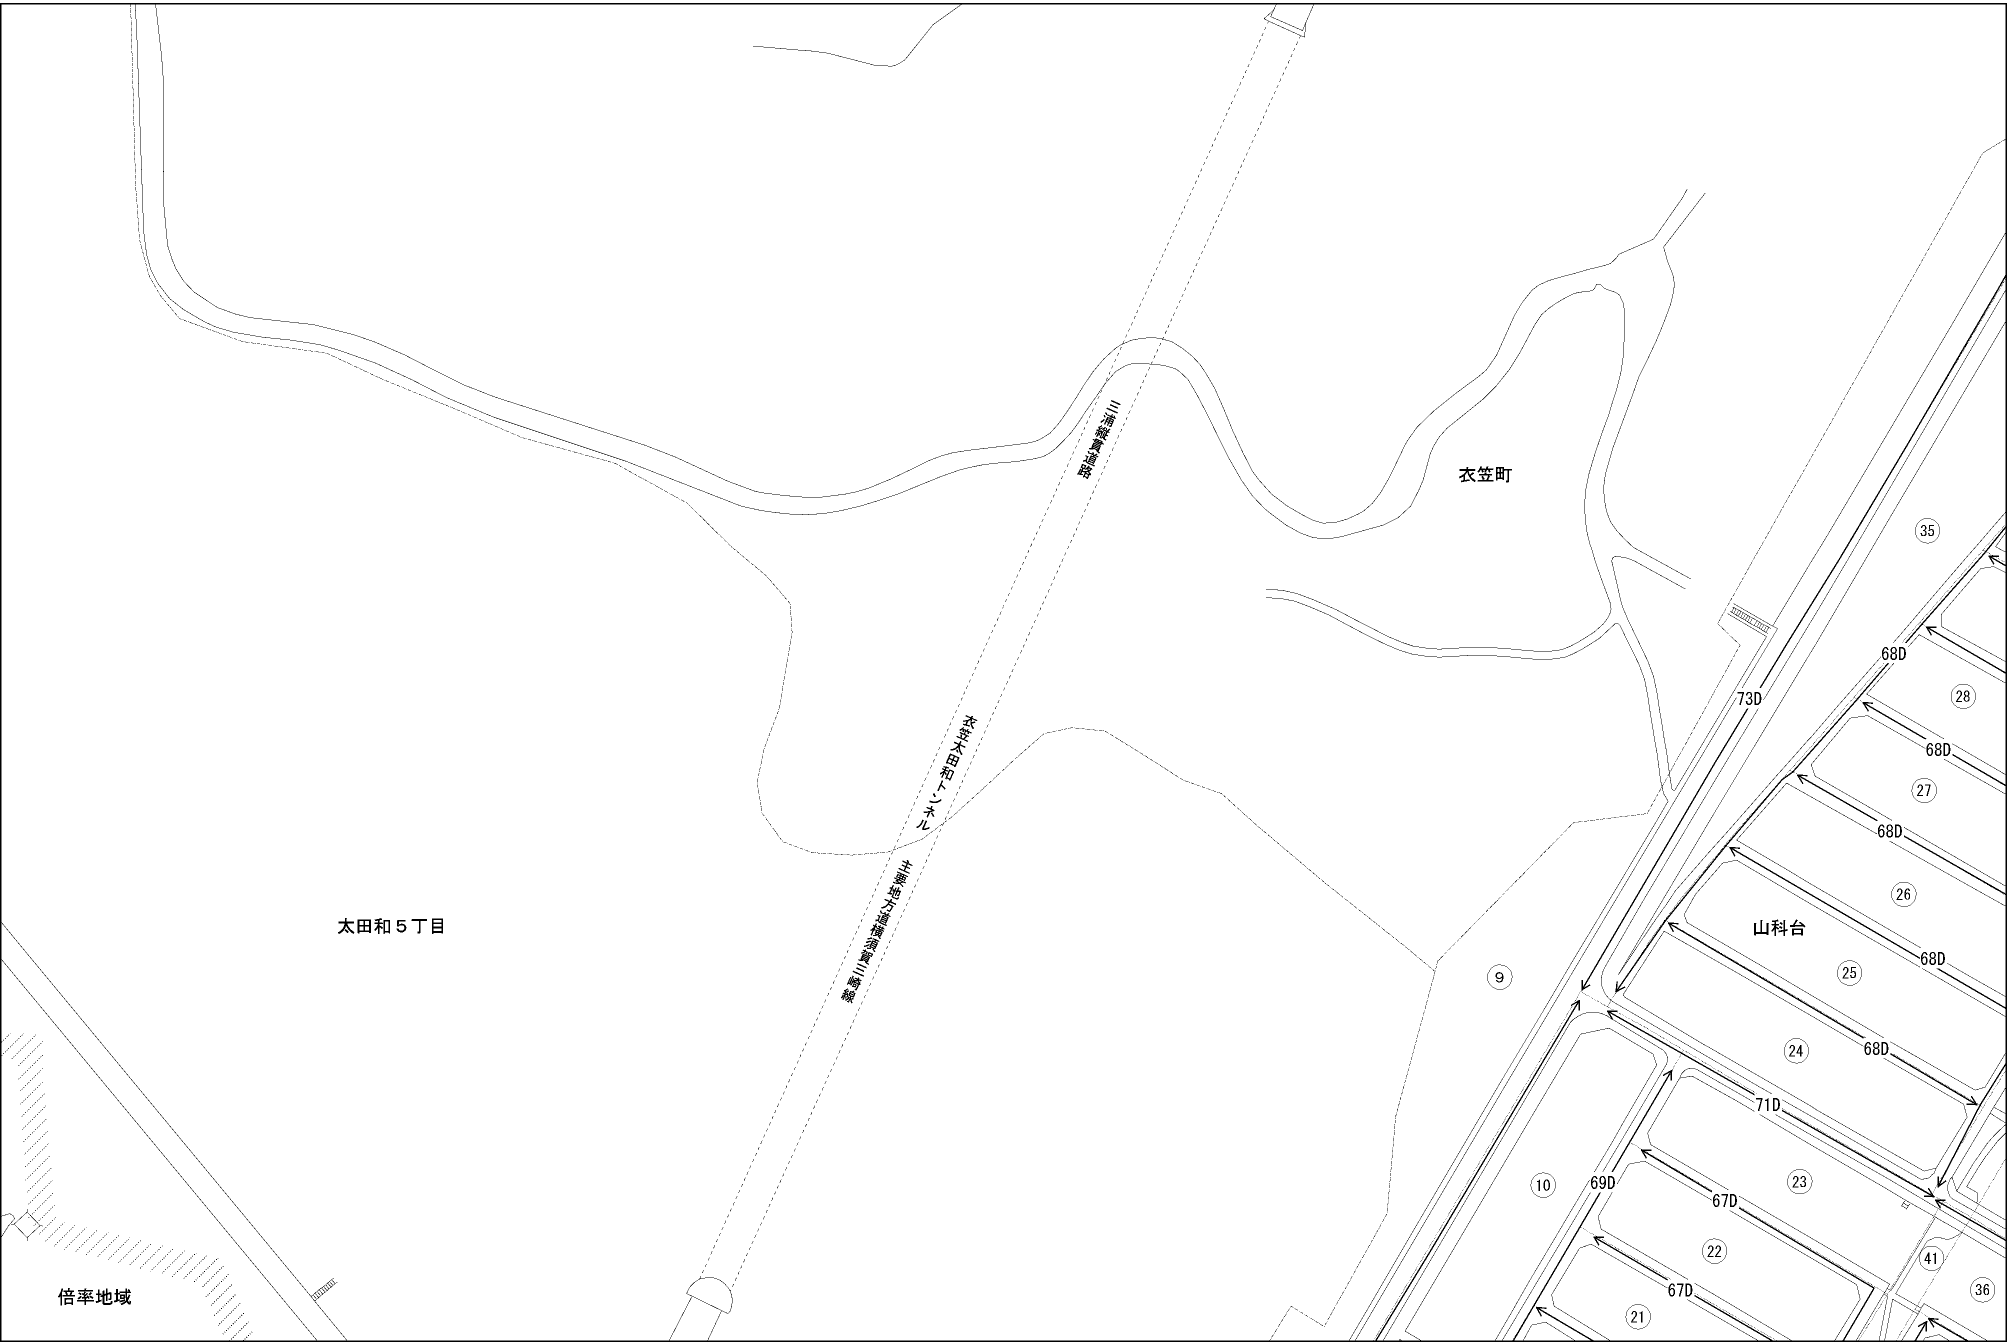 三浦縦貫道路
衣笠町
35
68D
28
73D
68D
27
衣笠太田和トンネル
68D
26
主要地方道横須賀三崎線
太田和５丁目
山科台
68D
25
9
68D
24
71D
10
69D
23
67D
22
41
倍率地域
67D
36
21